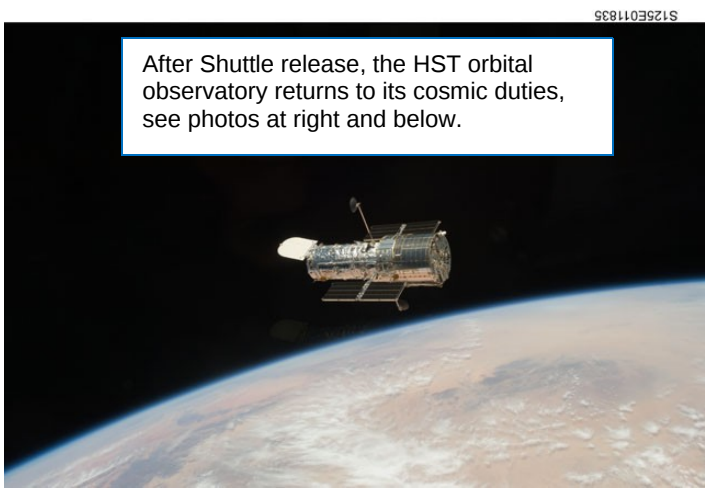 S125E011835
After Shuttle release, the HST orbital
observatory returns to its cosmic duties,
see photos at right and below.